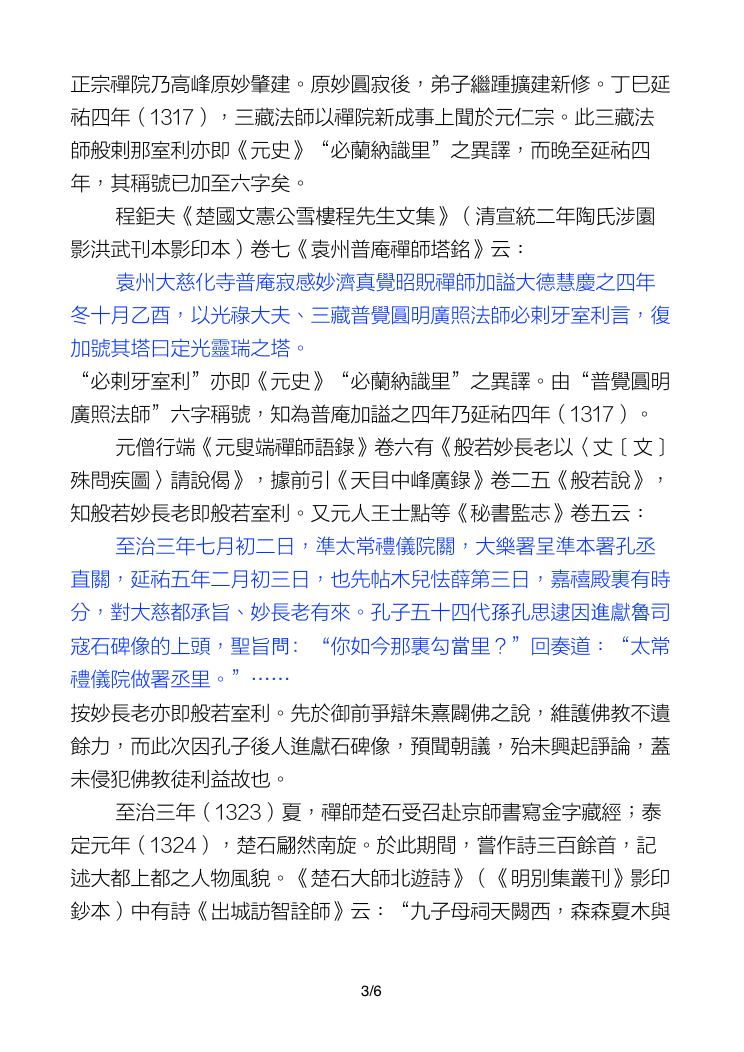 正宗禪院乃高峰原妙肇建。原妙圓寂後，弟子繼踵擴建新修。丁巳延
祐四年（1317），三藏法師以禪院新成事上聞於元仁宗。此三藏法
師般剌那室利亦即《元史》“必蘭納識里”之異譯，而晚至延祐四
年，其稱號已加至六字矣。
程鉅夫《楚國文憲公雪樓程先生文集》（清宣統二年陶氏涉園
影洪武刊本影印本）卷七《袁州普庵禪師塔銘》云：
袁州大慈化寺普庵寂感妙濟真覺昭貺禪師加謚大德慧慶之四年
冬十月乙酉，以光祿大夫、三藏普覺圓明廣照法師必剌牙室利言，復
加號其塔曰定光靈瑞之塔。
“必剌牙室利”亦即《元史》“必蘭納識里”之異譯。由“普覺圓明
廣照法師”六字稱號，知為普庵加謚之四年乃延祐四年（1317）。
元僧行端《元叟端禪師語錄》卷六有《般若妙長老以〈丈〔文〕
殊問疾圖〉請說偈》，據前引《天目中峰廣錄》卷二五《般若說》，
知般若妙長老即般若室利。又元人王士點等《秘書監志》卷五云：
至治三年七月初二日，準太常禮儀院關，大樂署呈準本署孔丞
直關，延祐五年二月初三日，也先帖木兒怯薛第三日，嘉禧殿裏有時
分，對大慈都承旨、妙長老有來。孔子五十四代孫孔思逮因進獻魯司
寇石碑像的上頭，聖旨問：“你如今那裏勾當里？”回奏道：“太常
禮儀院做署丞里。”……
按妙長老亦即般若室利。先於御前爭辯朱熹闢佛之說，維護佛教不遺
餘力，而此次因孔子後人進獻石碑像，預聞朝議，殆未興起諍論，蓋
未侵犯佛教徒利益故也。
至治三年（1323）夏，禪師楚石受召赴京師書寫金字藏經；泰
定元年（1324），楚石翩然南旋。於此期間，嘗作詩三百餘首，記
述大都上都之人物風貌。《楚石大師北遊詩》（《明別集叢刊》影印
鈔本）中有詩《出城訪智詮師》云：“九子母祠天闕西，森森夏木與
3/6